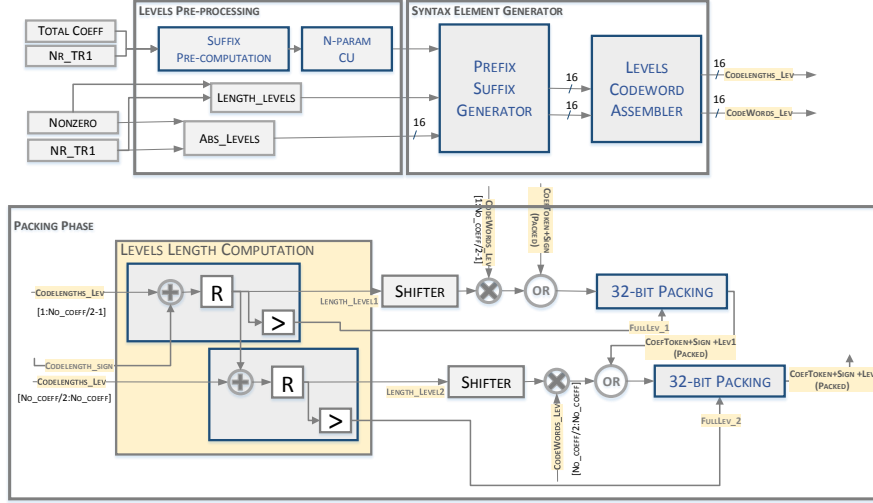 Levels Pre-processing
Syntax Element Generator
Total Coeff
Nr_TR1
Suffix
Pre-computation
N-param
CU
Length_levels
Nonzero
NR_TR1
Abs_Levels
16
Prefix
Suffix
Generator
16
16
Levels
Codeword
Assembler
16
Codelengths_Lev
16
CodeWords_Lev
Packing Phase
Levels Length Computation
CodeWords_Lev
[1:No_coeff/2-1]
CoefToken+Sign
(Packed)
Codelengths_Lev
[1:No_coeff/2-1]
R
>
Length_Level1
Shifter
OR
32-bit Packing
FullLev_1
CoefToken+Sign +Lev1
(Packed)
Codelength_sign
Codelengths_Lev
[No_coeff/2:No_coeff]
R
>
Length_Level2
Shifter
OR
32-bit Packing
CoefToken+Sign +Lev
(Packed)
CodeWords_Lev
[No_coeff/2:No_coeff]
FullLev_2